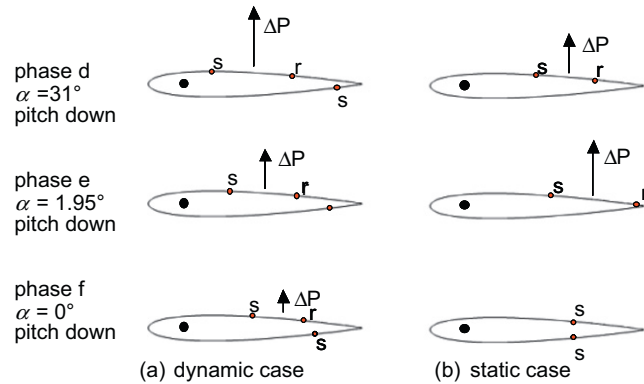 phase d
α =31°
pitch down
s
ΔP
r
s
s
ΔP
r
phase e
α = 1.95°
pitch down
s
ΔP
r
s
ΔP
r
phase f
α = 0°
pitch down
s
ΔP
r
s
s
s
(a) dynamic case
(b) static case